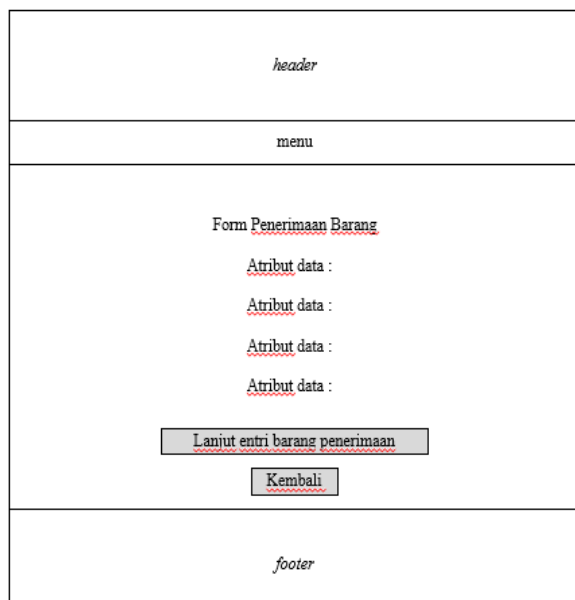 header
menu
Form Penerimaan Barang
Atribut data :
Atribut data :
Atribut data :
Atribut data :
Lanjut entri barang penerimaan
Kembali
footer